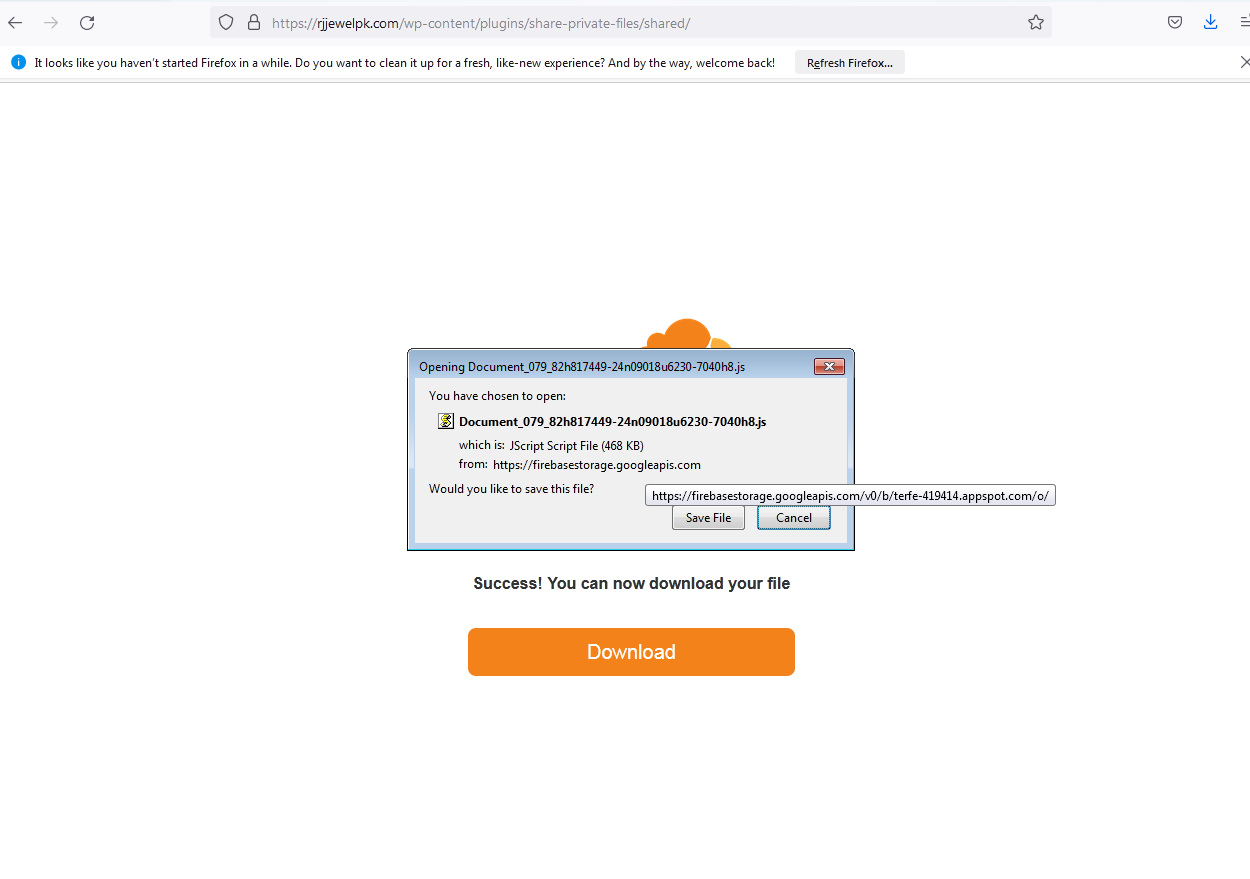 https://rjjewelpk.com/wp-content/plugins/share-private-files/shared/
It looks like you haven't started Firefox in a while. Do you want to clean it up for a fresh, like-new experience? And by the way, welcome back! Refresh Firefox...
Opening Document_079_82h817449-24n09018u6230-7040h8.js
You have chosen to open:
Document_079_82h817449-24n09018u6230-7040h8.js
which is: JScript Script File (468 KB)
from: https://firebasestorage.googleapis.com
Would you like to save this file?
https://firebasestorage.googleapis.com/v0/b/terfe-419414.appspot.com/o/
Save File Cancel
Success! You can now download your file
Download